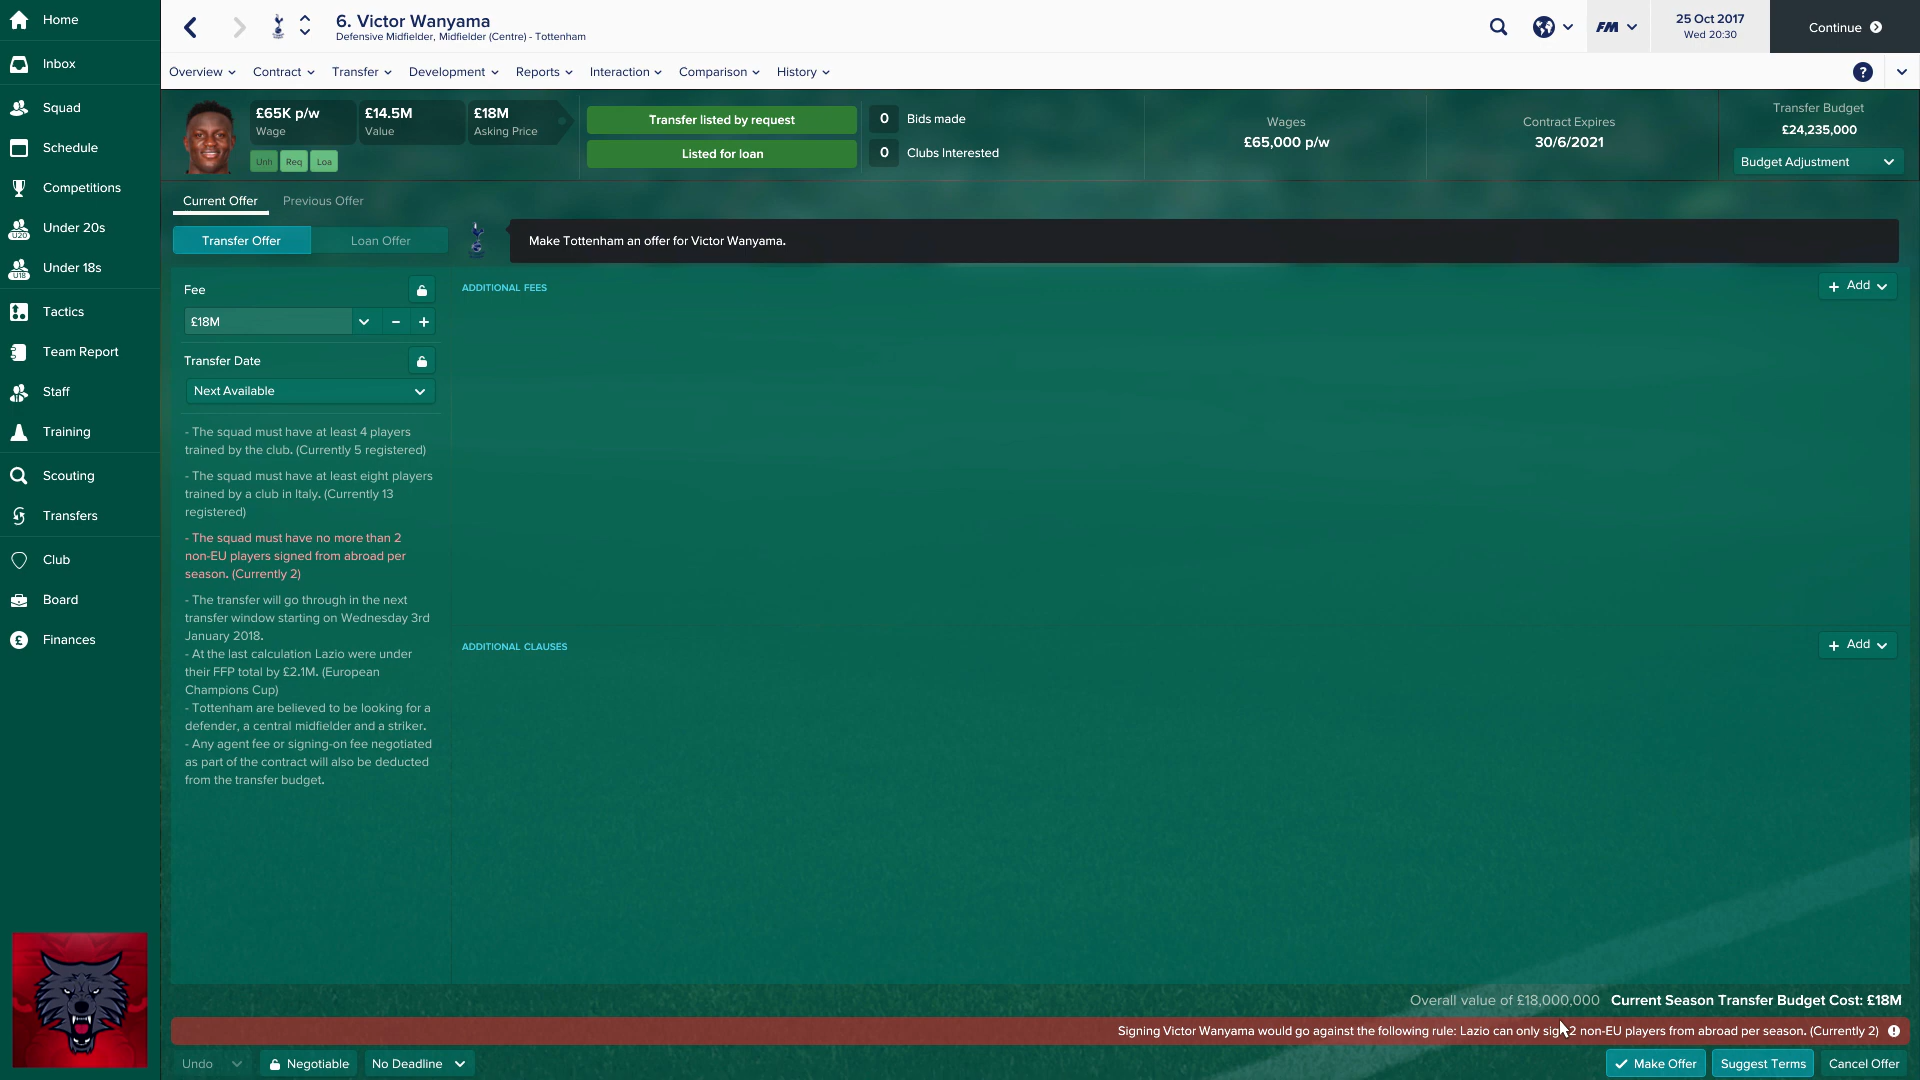 Home
Inbox
Squad
Schedule
Competitions
U20
Under 20s
U18
Under 18s
Tactics
Team Report
Staff
Training
Scouting
Transfers
Club
Board
Finances
6. Victor Wanyama
Defensive Midfielder, Midfielder (Centre) - Tottenham
FM
25 Oct 2017
Wed 20:30
Continue
Overview
Contract
Transfer
Development
Reports
Interaction
Comparison
History
?
£65K p/w
Wage
£14.5M
Value
£18M
Asking Price
Unh
Req
Loa
Transfer listed by request
Listed for loan
0 Bids made
0 Clubs Interested
Wages
£65,000 p/w
Contract Expires
30/6/2021
Transfer Budget
£24,235,000
Budget Adjustment
Current Offer
Previous Offer
Transfer Offer
Loan Offer
Make Tottenham an offer for Victor Wanyama.
Fee
£18M
- +
Transfer Date
Next Available
- The squad must have at least 4 players
trained by the club. (Currently 5 registered)
- The squad must have at least eight players
trained by a club in Italy. (Currently 13
registered)
- The squad must have no more than 2
non-EU players signed from abroad per
season. (Currently 2)
- The transfer will go through in the next
transfer window starting on Wednesday 3rd
January 2018.
- At the last calculation Lazio were under
their FFP total by £2.1M. (European
Champions Cup)
- Tottenham are believed to be looking for a
defender, a central midfielder and a striker.
- Any agent fee or signing-on fee negotiated
as part of the contract will also be deducted
from the transfer budget.
ADDITIONAL FEES
+ Add
ADDITIONAL CLAUSES
+ Add
Overall value of £18,000,000 Current Season Transfer Budget Cost: £18M
Signing Victor Wanyama would go against the following rule: Lazio can only sign 2 non-EU players from abroad per season. (Currently 2)
Undo
Negotiable
No Deadline
Make Offer
Suggest Terms
Cancel Offer